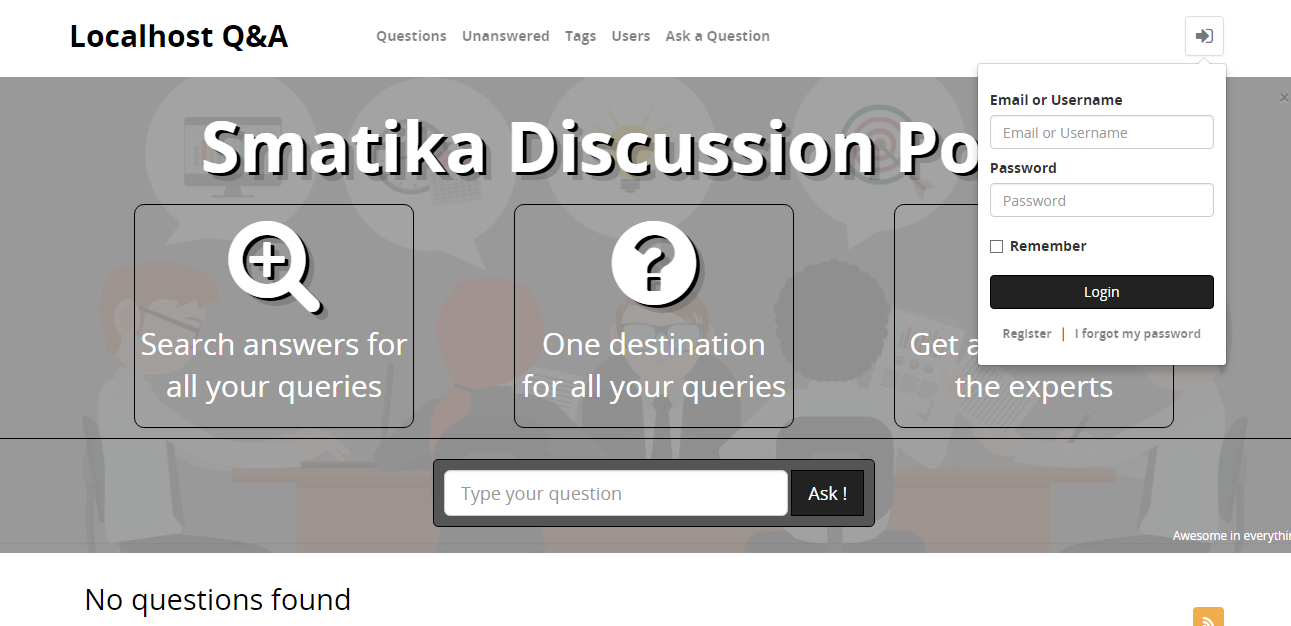 Localhost Q&A
Questions Unanswered Tags Users Ask a Question
Email or Username
Email or Username
Password
Password
Remember
Login
Register | I forgot my password
×
Smatika Discussion
Search answers for
all your queries
One destination
for all your queries
Get
the experts
Type your question
Ask !
Awesome in
No questions found